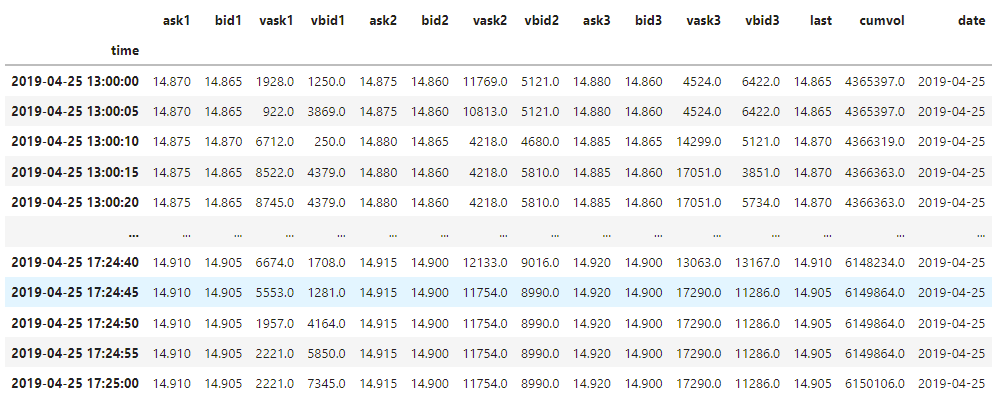 ask1 bid1 vask1 vbid1 ask2 bid2 vask2 vbid2 ask3 bid3 vask3 vbid3 last cumvol date
time
2019-04-25 13:00:00 14.870 14.865 1928.0 1250.0 14.875 14.860 11769.0 5121.0 14.880 14.860 4524.0 6422.0 14.865 4365397.0 2019-04-25
2019-04-25 13:00:05 14.870 14.865 922.0 3869.0 14.875 14.860 10813.0 5121.0 14.880 14.860 4524.0 6422.0 14.865 4365397.0 2019-04-25
2019-04-25 13:00:10 14.875 14.870 6712.0 250.0 14.880 14.865 4218.0 4680.0 14.885 14.865 14299.0 5121.0 14.870 4366319.0 2019-04-25
2019-04-25 13:00:15 14.875 14.865 8522.0 4379.0 14.880 14.860 4218.0 5810.0 14.885 14.860 17051.0 3851.0 14.870 4366363.0 2019-04-25
2019-04-25 13:00:20 14.875 14.865 8745.0 4379.0 14.880 14.860 4218.0 5810.0 14.885 14.860 17051.0 5734.0 14.870 4366363.0 2019-04-25
... ... ... ... ... ... ... ... ... ... ... ... ... ... ... ...
2019-04-25 17:24:40 14.910 14.905 6674.0 1708.0 14.915 14.900 12133.0 9016.0 14.920 14.900 13063.0 13167.0 14.910 6148234.0 2019-04-25
2019-04-25 17:24:45 14.910 14.905 5553.0 1281.0 14.915 14.900 11754.0 8990.0 14.920 14.900 17290.0 11286.0 14.905 6149864.0 2019-04-25
2019-04-25 17:24:50 14.910 14.905 1957.0 4164.0 14.915 14.900 11754.0 8990.0 14.920 14.900 17290.0 11286.0 14.905 6149864.0 2019-04-25
2019-04-25 17:24:55 14.910 14.905 2221.0 5850.0 14.915 14.900 11754.0 8990.0 14.920 14.900 17290.0 11286.0 14.905 6149864.0 2019-04-25
2019-04-25 17:25:00 14.910 14.905 2221.0 7345.0 14.915 14.900 11754.0 8990.0 14.920 14.900 17290.0 11286.0 14.905 6150106.0 2019-04-25